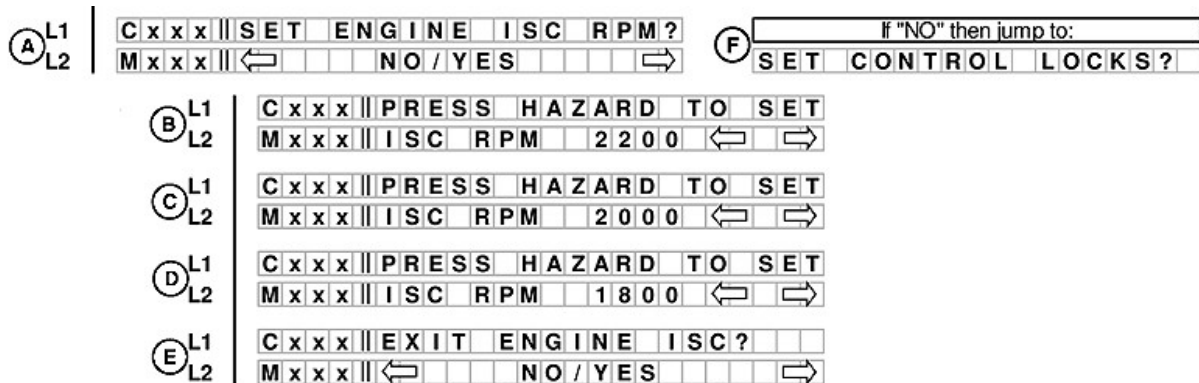 A L1 Cxxx||SET ENGINE ISC RPM?
L2 Mxxx||⇦ NO/YES ⇨
F If "NO" then jump to:
SET CONTROL LOCKS?
B L1 Cxxx||PRESS HAZARD TO SET
L2 Mxxx||ISC RPM 2200 ⇦ ⇨
C L1 Cxxx||PRESS HAZARD TO SET
L2 Mxxx||ISC RPM 2000 ⇦ ⇨
D L1 Cxxx||PRESS HAZARD TO SET
L2 Mxxx||ISC RPM 1800 ⇦ ⇨
E L1 Cxxx||EXIT ENGINE ISC?
L2 Mxxx||⇦ NO/YES ⇨